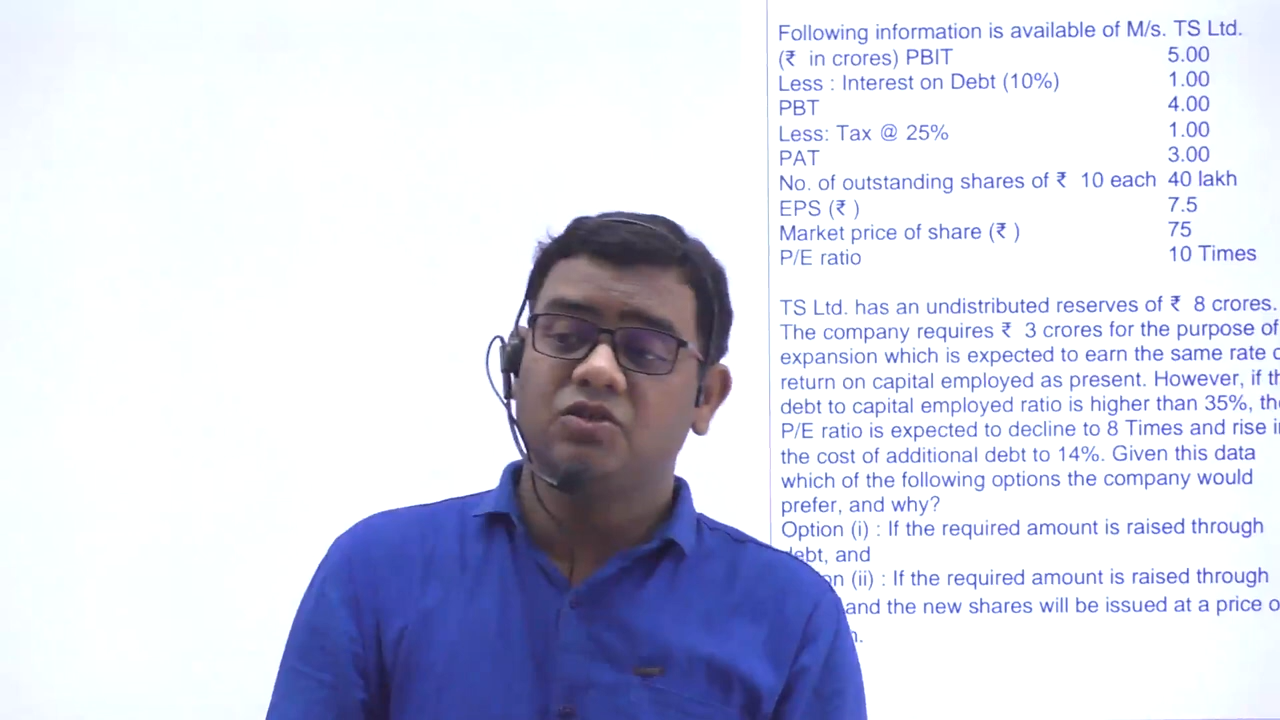 Following information is available of M/s. TS Ltd.
(₹ in crores) PBIT 5.00
Less : Interest on Debt (10%) 1.00
PBT 4.00
Less: Tax @ 25% 1.00
PAT 3.00
No. of outstanding shares of ₹ 10 each 40 lakh
EPS (₹ ) 7.5
Market price of share (₹ ) 75
P/E ratio 10 Times
TS Ltd. has an undistributed reserves of ₹ 8 crores.
The company requires ₹ 3 crores for the purpose of
expansion which is expected to earn the same rate
return on capital employed as present. However, if
debt to capital employed ratio is higher than 35%,
P/E ratio is expected to decline to 8 Times and rise
the cost of additional debt to 14%. Given this data
which of the following options the company would
prefer, and why?
Option (i) : If the required amount is raised through
debt, and
(ii) : If the required amount is raised through
and the new shares will be issued at a price